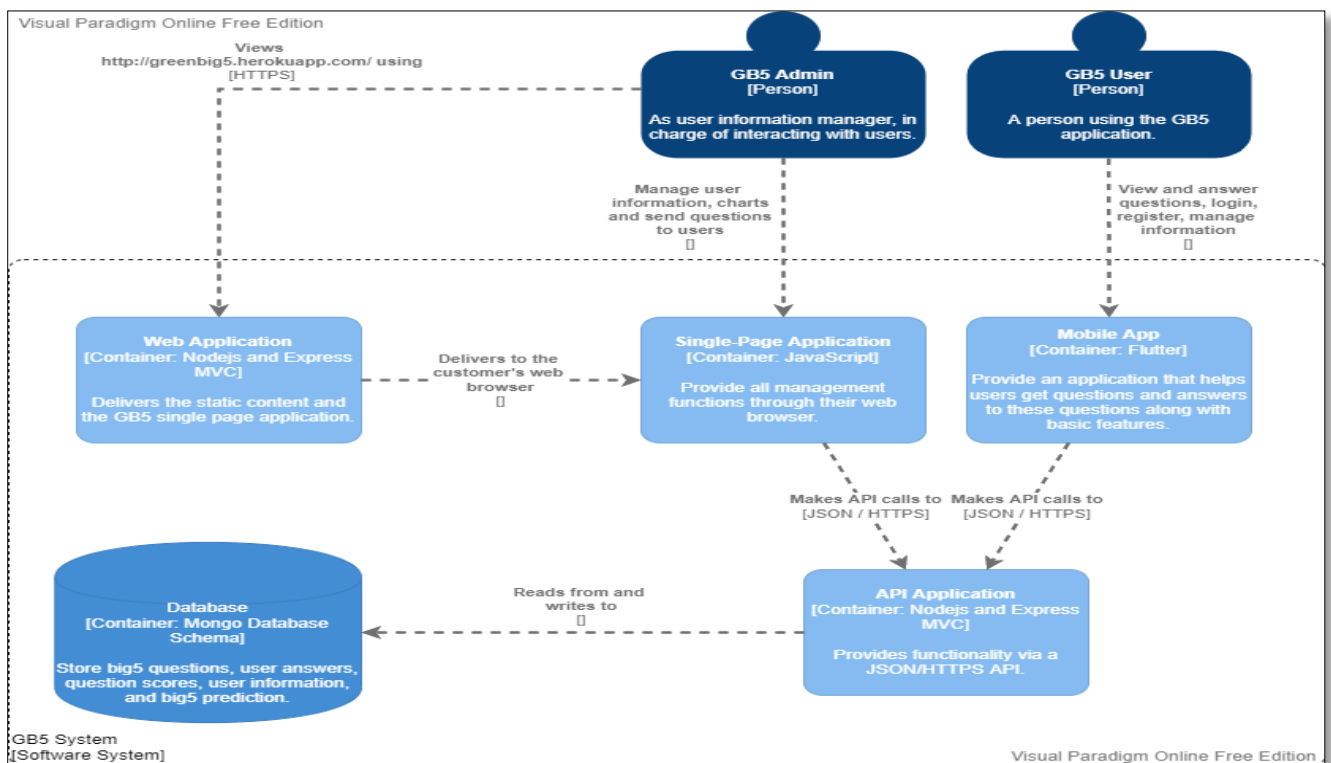 Visual Paradigm Online Free Edition
Views
http://greenbig5.herokuapp.com/ using
[HTTPS]
GB5 Admin
[Person]
As user information manager, in
charge of interacting with users.
GB5 User
[Person]
A person using the GB5
application.
Manage user
information, charts
and send questions
to users
[]
View and answer
questions, login,
register, manage
information
[]
Web Application
[Container: Nodejs and Express
MVC]
Delivers the static content and
the GB5 single page application.
Delivers to the
customer's web
browser
[]
Single-Page Application
[Container: JavaScript]
Provide all management
functions through their web
browser.
Mobile App
[Container: Flutter]
Provide an application that helps
users get questions and answers
to these questions along with
basic features.
Makes API calls to
[JSON / HTTPS]
Makes API calls to
[JSON / HTTPS]
Database
[Container: Mongo Database
Schema]
Store big5 questions, user answers,
question scores, user information,
and big5 prediction.
Reads from and
writes to
[]
API Application
[Container: Nodejs and Express
MVC]
Provides functionality via a
JSON/HTTPS API.
GB5 System
[Software System]
Visual Paradigm Online Free Edition